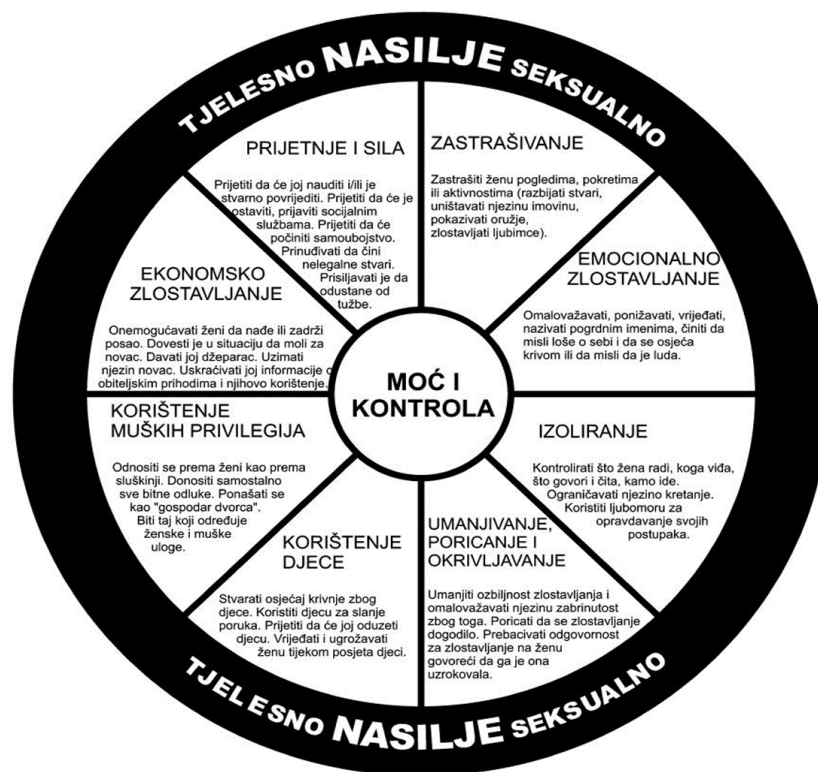 TJELESNO NASILJE SEKSUALNO
PRIJETNJE I SILA
Prijetiti da će joj nauditi i/ili je
stvarno povrijediti. Prijetiti da će je
ostaviti, prijaviti socijalnim
službama. Prijetiti da će
počiniti samoubojstvo.
Prinuđivati da čini
nelegalne stvari.
Prisiljavati je da
odustane od
tužbe.
ZASTRAŠIVANJE
Zastrašiti ženu pogledima, pokretima
ili aktivnostima (razbijati stvari,
uništavati njezinu imovinu,
pokazivati oružje,
zlostavljati ljubimce).
EKONOMSKO
ZLOSTAVLJANJE
Onemogućavati ženi da nađe ili zadrži
posao. Dovesti je u situaciju da moli za
novac. Davati joj džeparac. Uzimati
njezin novac. Uskraćivati joj informacije o
obiteljskim prihodima i njihovo korištenje.
EMOCIONALNO
ZLOSTAVLJANJE
Omalovažavati, ponižavati, vrijeđati,
nazivati pogrdnim imenima, činiti da
misli loše o sebi i da se osjeća
krivom ili da misli da je luda.
MOĆ I
KONTROLA
KORIŠTENJE
MUŠKIH PRIVILEGIJA
Odnositi se prema ženi kao prema
sluškinji. Donositi samostalno
sve bitne odluke. Ponašati se
kao "gospodar dvorca".
Biti taj koji određuje
ženske i muške
uloge.
IZOLIRANJE
Kontrolirati što žena radi, koga viđa,
što govori i čita, kamo ide.
Ograničavati njezino kretanje.
Koristiti ljubomoru za
opravdavanje svojih
postupaka.
KORIŠTENJE
DJECE
Stvarati osjećaj krivnje zbog
djece. Koristiti djecu za slanje
poruka. Prijetiti da će joj oduzeti
djecu. Vrijeđati i ugrožavati
ženu tijekom posjeta djeci.
UMANJIVANJE,
PORICANJE I
OKRIVLJAVANJE
Umanjiti ozbiljnost zlostavljanja i
omalovažavati njezinu zabrinutost
zbog toga. Poricati da se zlostavljanje
dogodilo. Prebacivati odgovornost
za zlostavljanje na ženu
govoreći da ga je ona
uzrokovala.
TJELESNO NASILJE SEKSUALNO